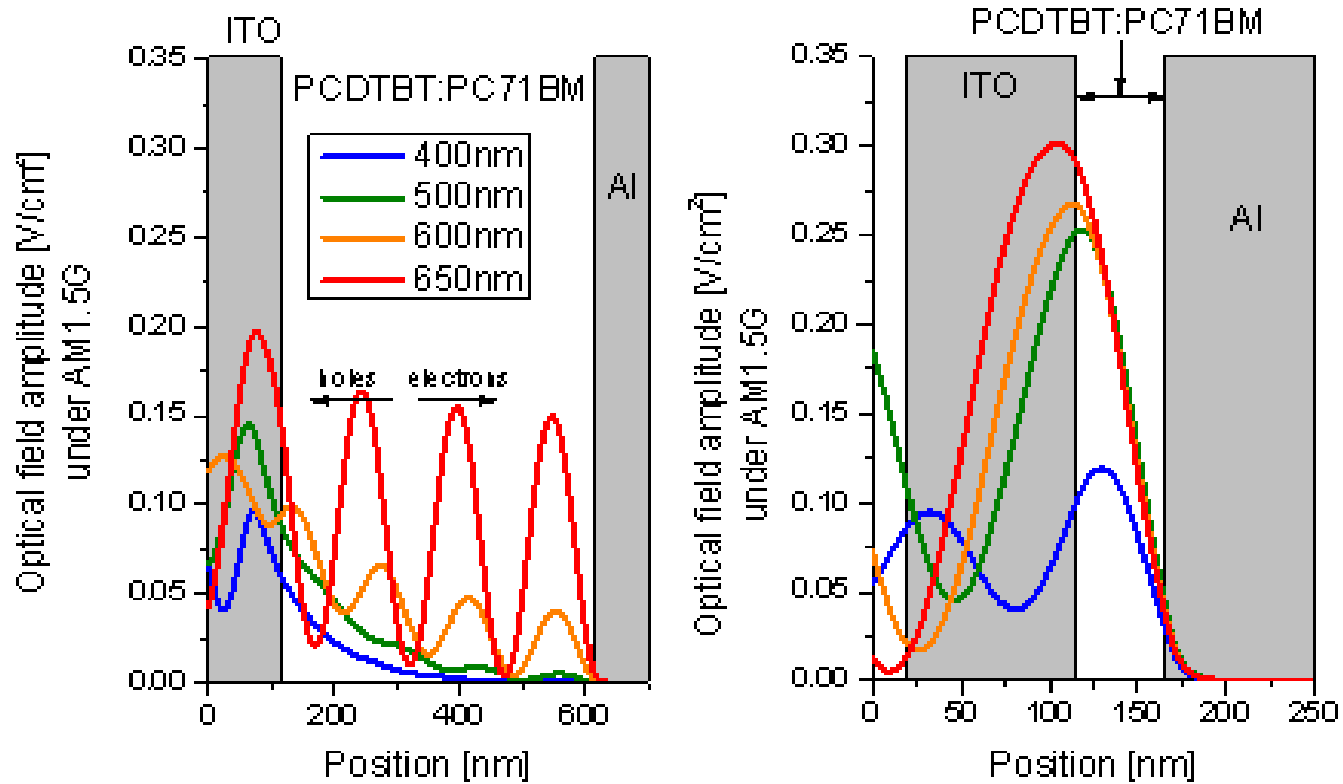 ITO
PCDTBT:PC71BM
400nm
500nm
600nm
650nm
Al
holes electrons
0.35
0.30
0.25
0.20
0.15
0.10
0.05
0.00
0 200 400 600
Position [nm]
Optical field amplitude [V/cm²]
under AM1.5G
PCDTBT:PC71BM
ITO
Al
0.35
0.30
0.25
0.20
0.15
0.10
0.05
0.00
0 50 100 150 200 250
Position [nm]
Optical field amplitude [V/cm²]
under AM1.5G